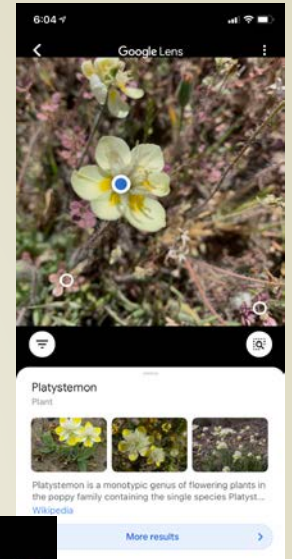 6:04
Google Lens
Platystemon
Plant
Platystemon is a monotypic genus of flowering plants in
the poppy family containing the single species Platyst...
Wikipedia
More results